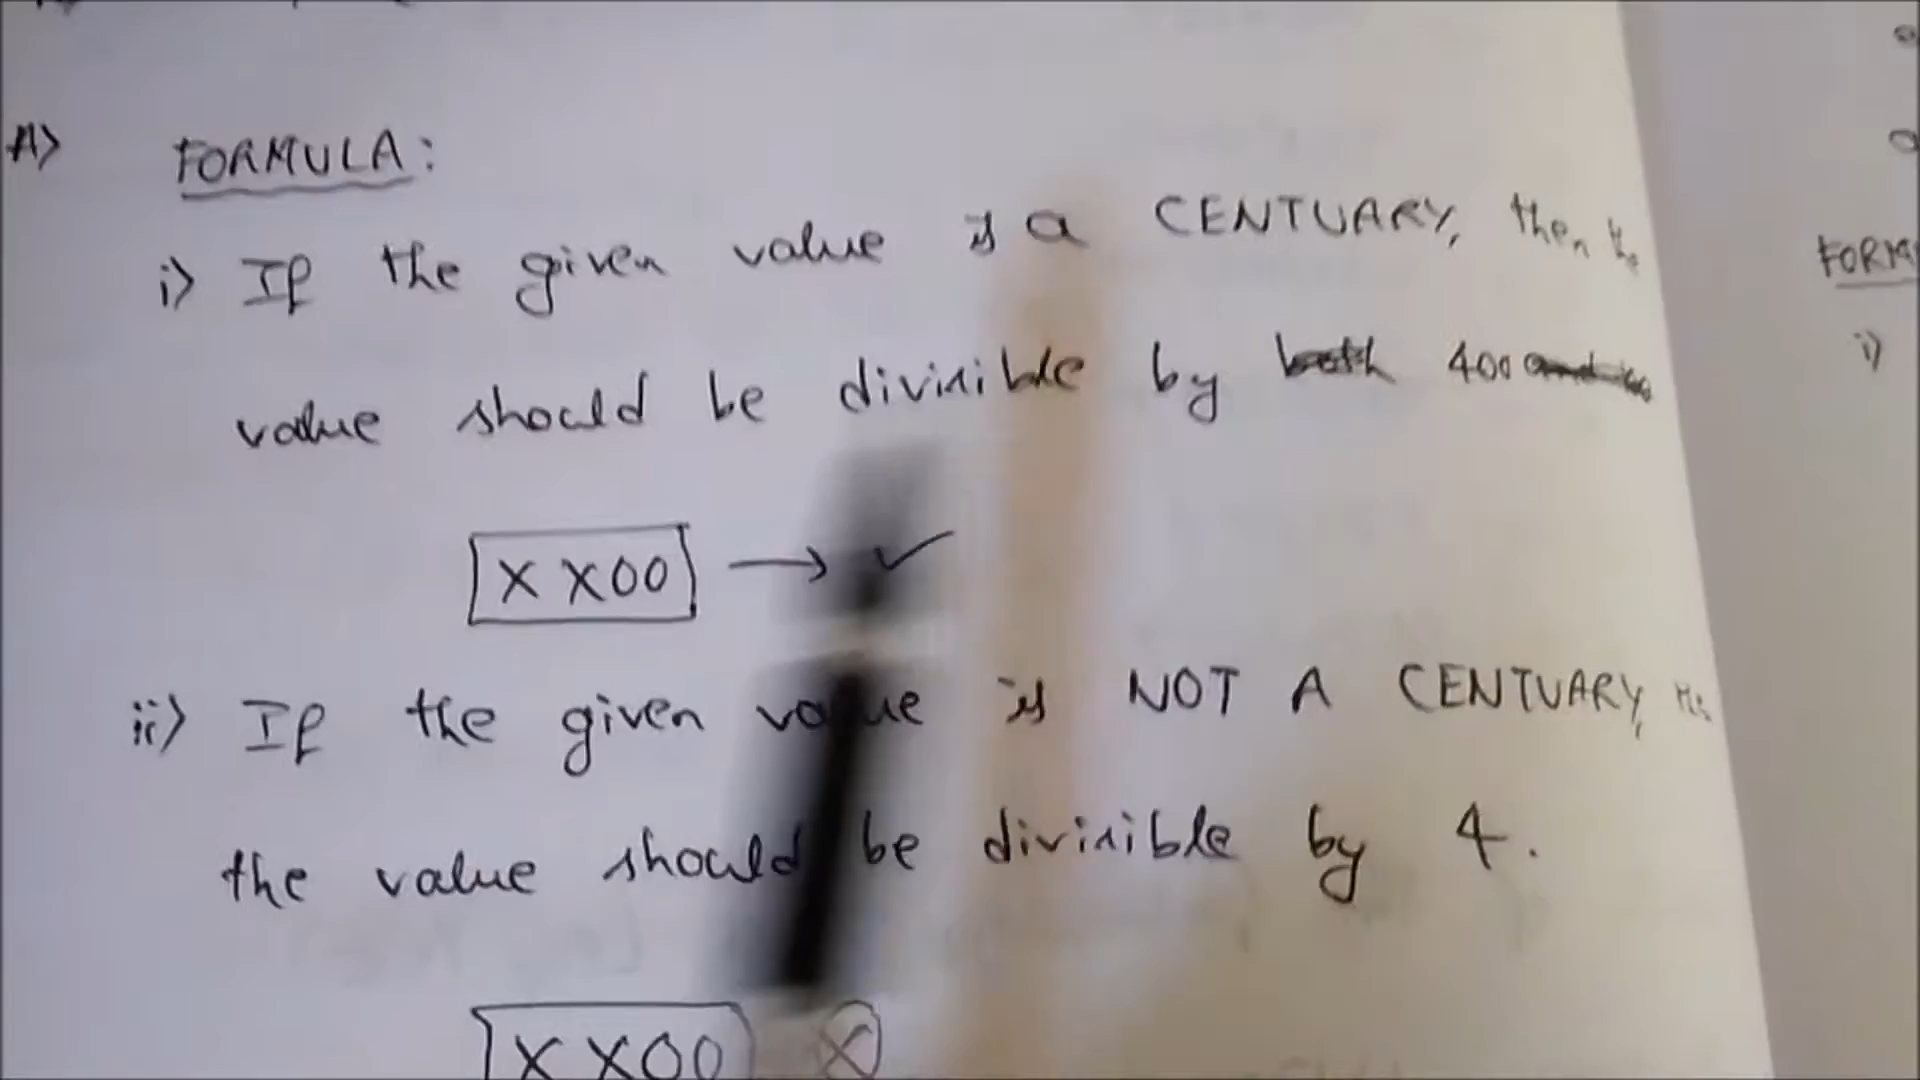 A>
FORMULA:
i> If the given value is a CENTUARY, then the
value should be divisible by both 400 and
XX00 → ✓
ii> If the given value is NOT A CENTUARY,
the value should be divisible by 4.
XX00 X
FORM
i)